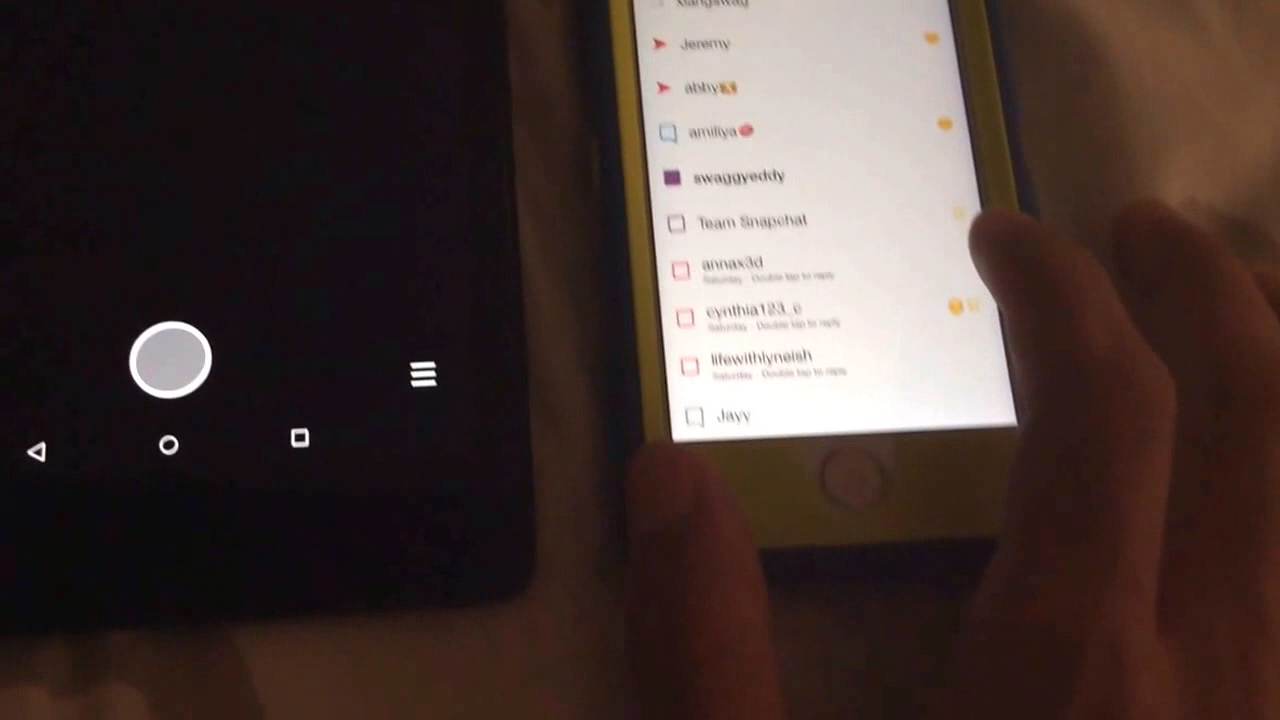 xiangswag
Jeremy
abby
amiliya
swaggyeddy
Team Snapchat
annax3d
Saturday - Double tap to reply
cynthia123_c
Saturday - Double tap to reply
lifewithlyneish
Saturday - Double tap to reply
Jayy